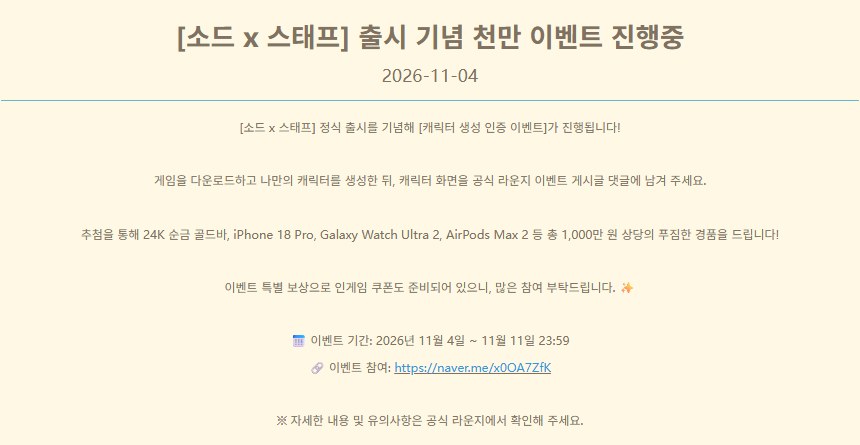 [소드 x 스태프] 출시 기념 천만 이벤트 진행중
2026-11-04
[소드 x 스태프] 정식 출시를 기념해 [캐릭터 생성 인증 이벤트]가 진행됩니다!
게임을 다운로드하고 나만의 캐릭터를 생성한 뒤, 캐릭터 화면을 공식 라운지 이벤트 게시글 댓글에 남겨 주세요.
추첨을 통해 24K 순금 골드바, iPhone 18 Pro, Galaxy Watch Ultra 2, AirPods Max 2 등 총 1,000만 원 상당의 푸짐한 경품을 드립니다!
이벤트 특별 보상으로 인게임 쿠폰도 준비되어 있으니, 많은 참여 부탁드립니다. ✨
🗓️ 이벤트 기간: 2026년 11월 4일 ~ 11월 11일 23:59
🔗 이벤트 참여: https://naver.me/x0OA7ZfK
※ 자세한 내용 및 유의사항은 공식 라운지에서 확인해 주세요.